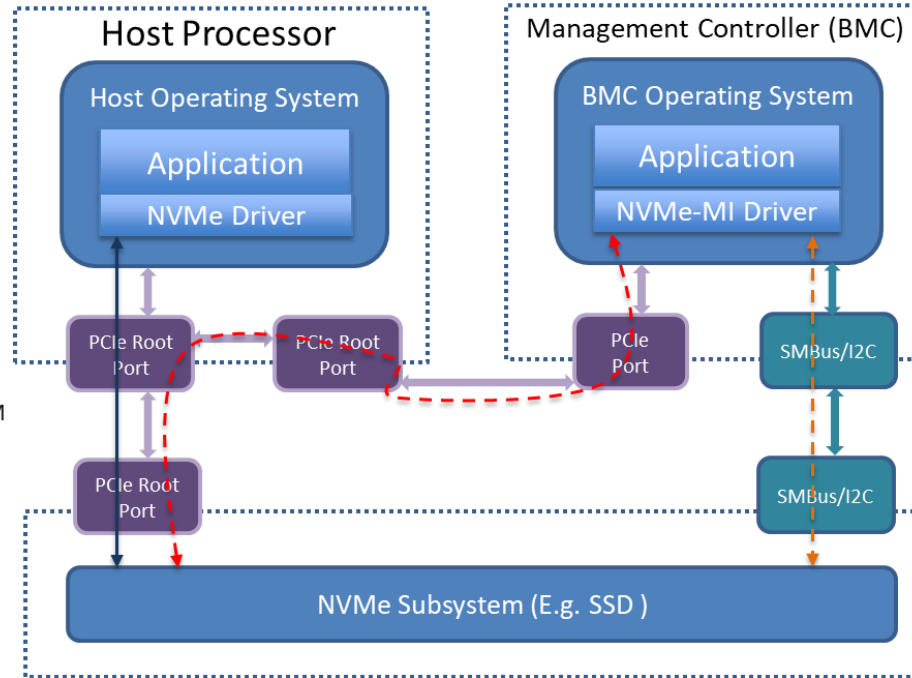 Host Processor
Host Operating System
Application
NVMe Driver
PCIe Root
Port
PCIe Root
Port
PCIe Root
Port
Management Controller (BMC)
BMC Operating System
Application
NVMe-MI Driver
PCIe
Port
SMBus/I2C
SMBus/I2C
M
NVMe Subsystem (E.g. SSD )